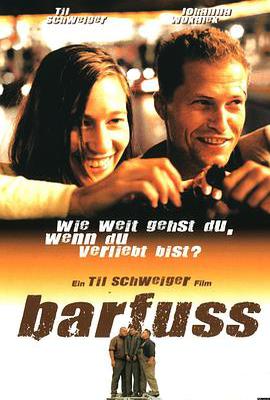 Til Schweiger Johanna Wokalek
Wie weit gehst du,
wenn du
verliebt bist?
Ein Til Schweiger Film
barfuss